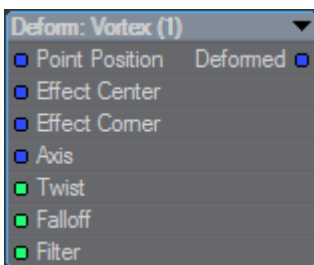 Deform: Vortex (1)
Point Position Deformed
Effect Center
Effect Corner
Axis
Twist
Falloff
Filter